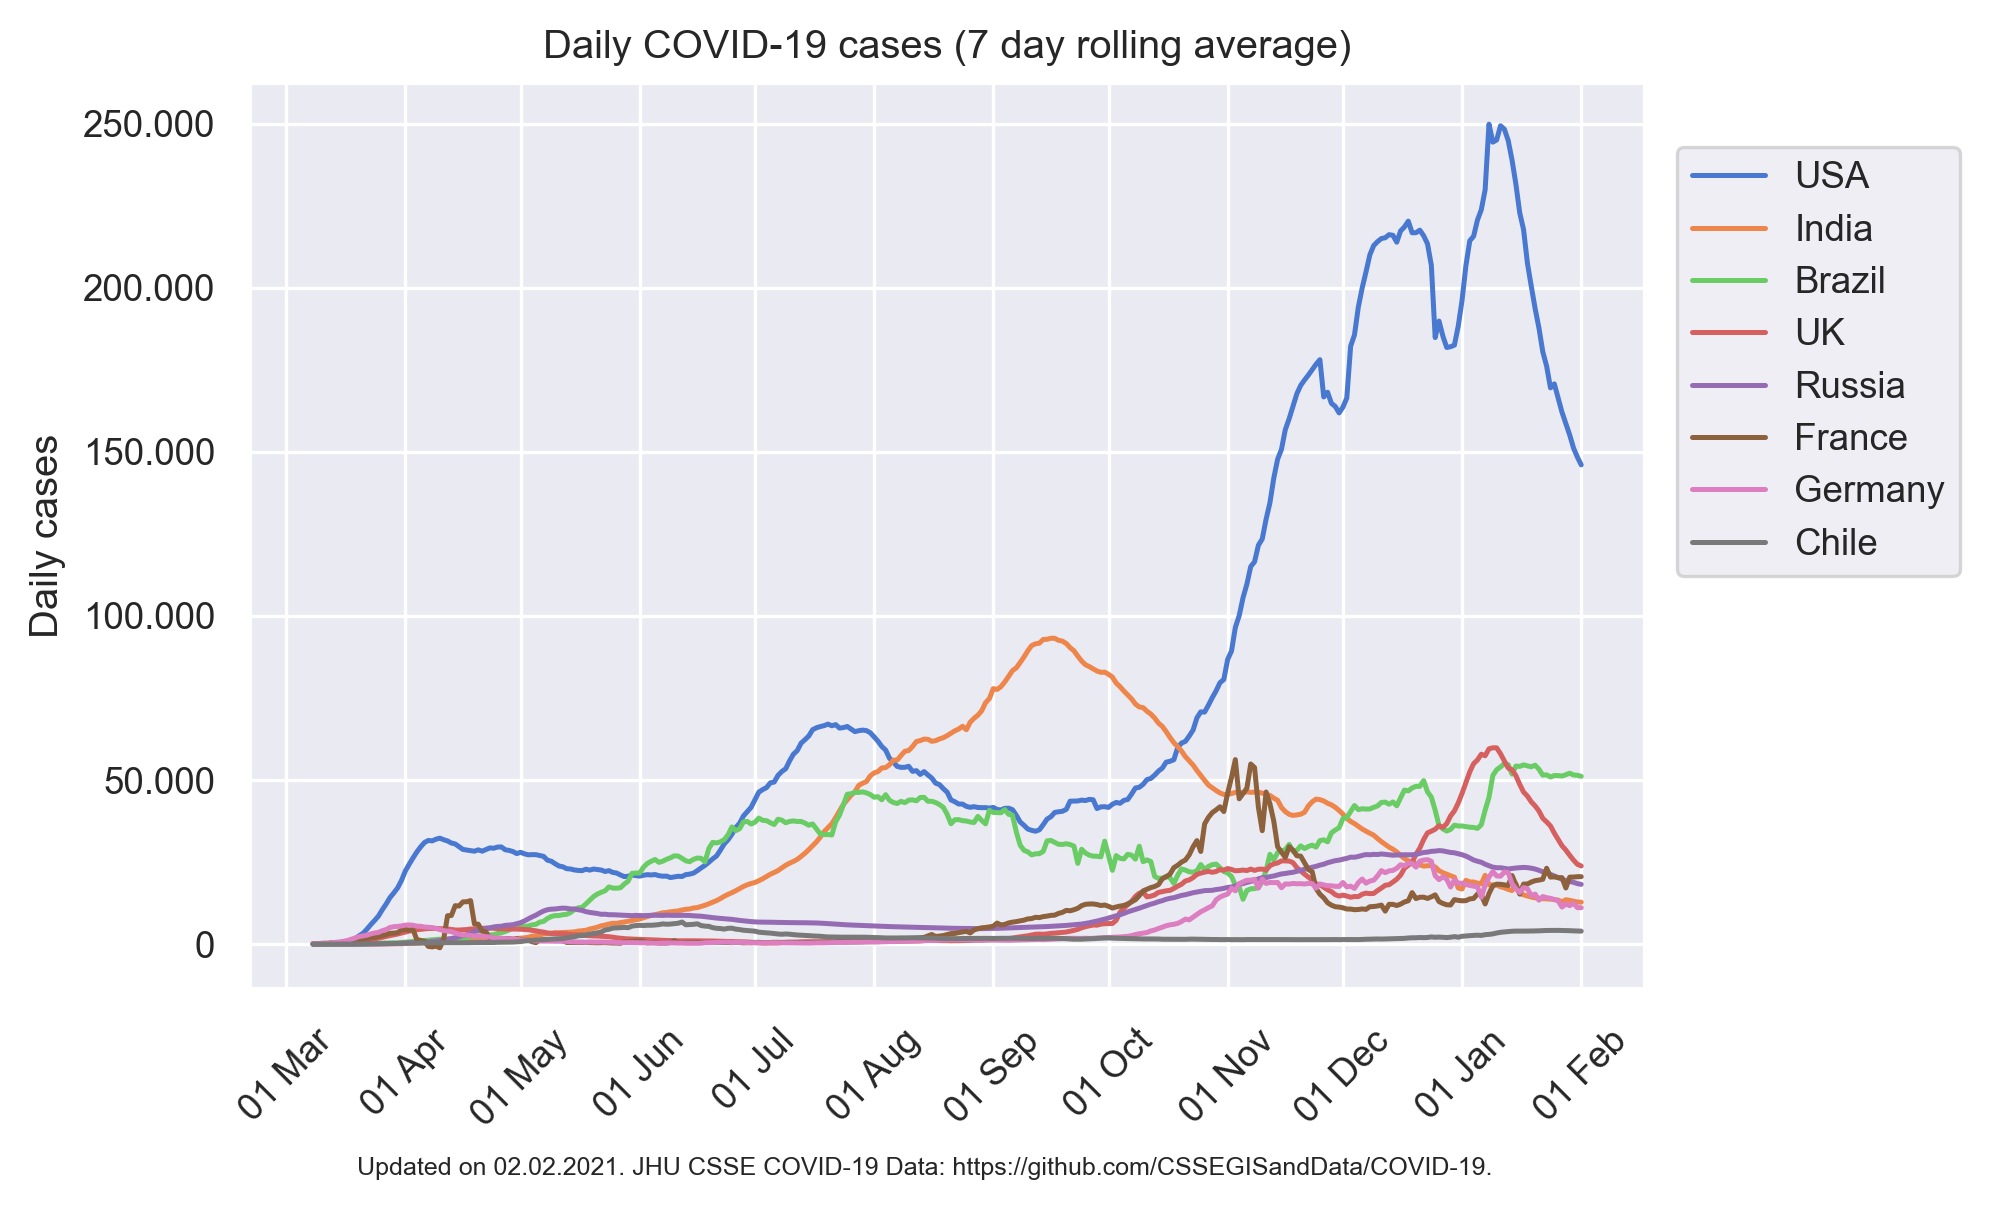 Daily COVID-19 cases (7 day rolling average)
250.000
200.000
150.000
100.000
50.000
0
Daily cases
USA
India
Brazil
UK
Russia
France
Germany
Chile
01 Mar
01 Apr
01 May
01 Jun
01 Jul
01 Aug
01 Sep
01 Oct
01 Nov
01 Dec
01 Jan
01 Feb
Updated on 02.02.2021. JHU CSSE COVID-19 Data: https://github.com/CSSEGISandData/COVID-19.